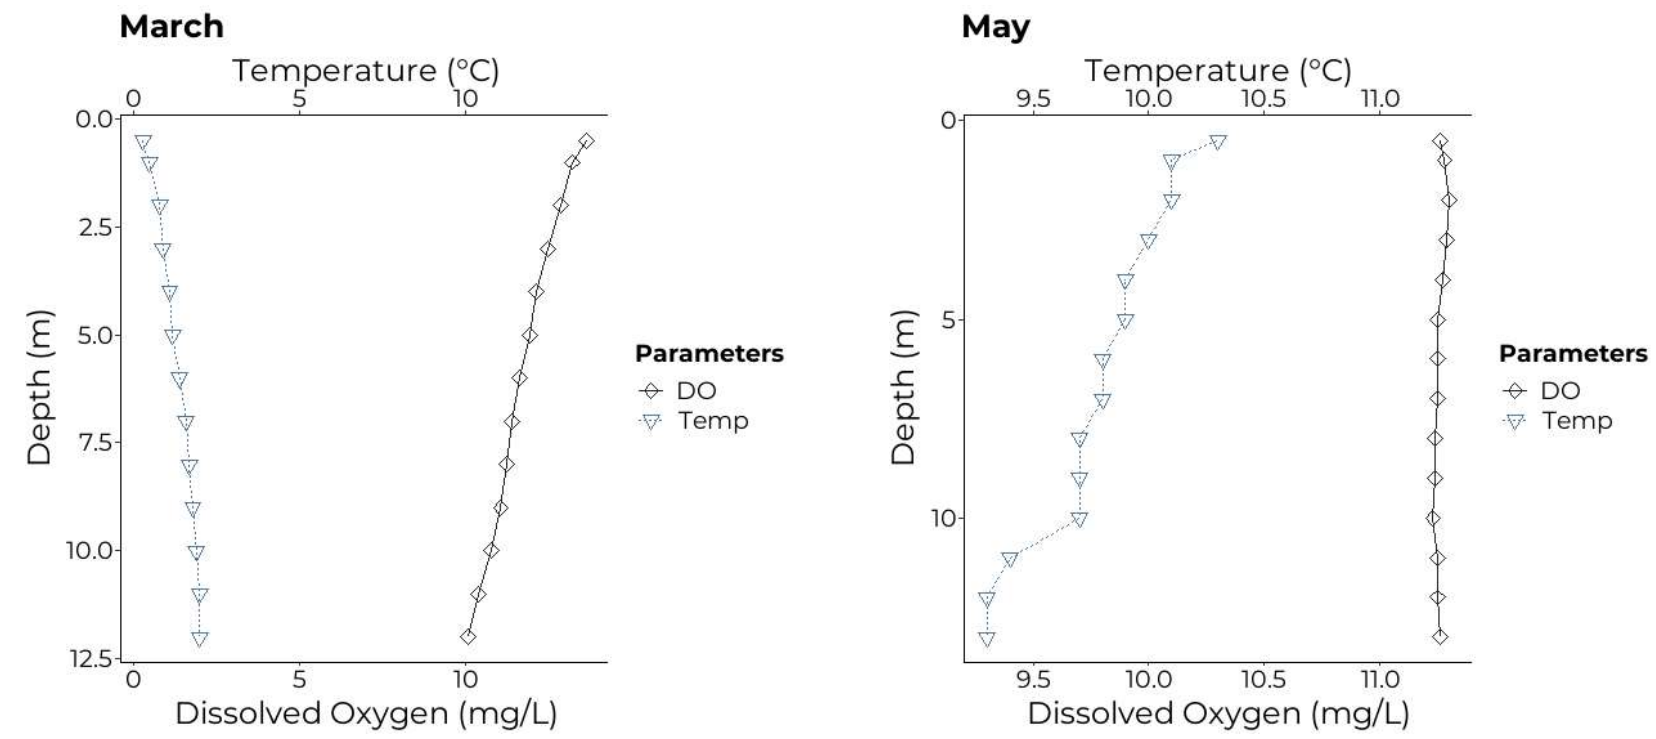 March
Temperature (°C)
0 5 10
0.0
2.5
5.0
7.5
10.0
12.5
Depth (m)
0 5 10
Dissolved Oxygen (mg/L)
Parameters
DO
Temp
May
Temperature (°C)
9.5 10.0 10.5 11.0
0
5
10
Depth (m)
9.5 10.0 10.5 11.0
Dissolved Oxygen (mg/L)
Parameters
DO
Temp